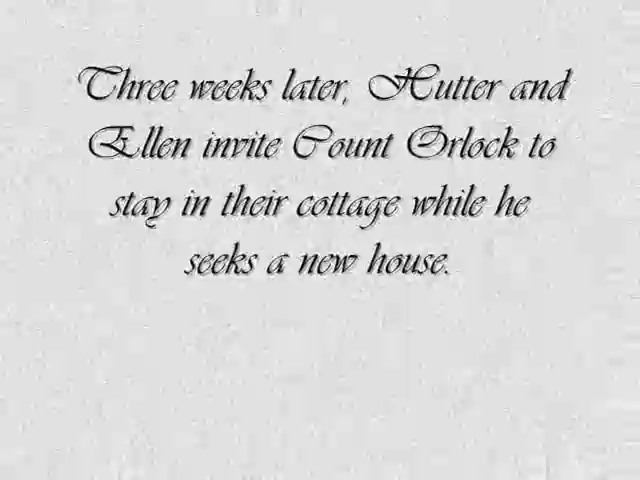 Three weeks later, Hutter and
Ellen invite Count Orlock to
stay in their cottage while he
seeks a new house.